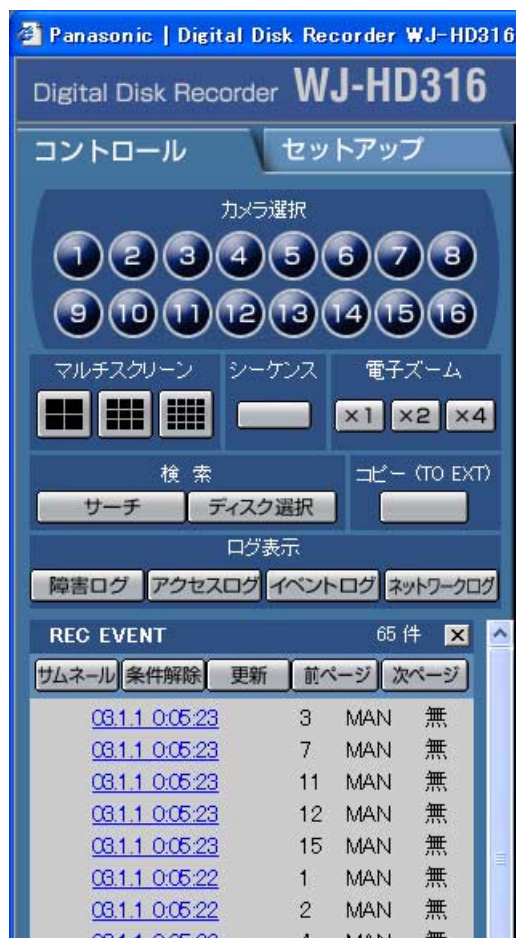 Panasonic | Digital Disk Recorder WJ-HD316
Digital Disk Recorder WJ-HD316
コントロール セットアップ
カメラ選択
1 2 3 4 5 6 7 8
9 10 11 12 13 14 15 16
マルチスクリーン シーケンス 電子ズーム
×1 ×2 ×4
検 索 コピー (TO EXT)
サーチ ディスク選択
ログ表示
障害ログ アクセスログ イベントログ ネットワークログ
REC EVENT 65 件
サムネール 条件解除 更新 前ページ 次ページ
03.1.1 0:05:23 3 MAN 無
03.1.1 0:05:23 7 MAN 無
03.1.1 0:05:23 11 MAN 無
03.1.1 0:05:23 12 MAN 無
03.1.1 0:05:23 15 MAN 無
03.1.1 0:05:22 1 MAN 無
03.1.1 0:05:22 2 MAN 無